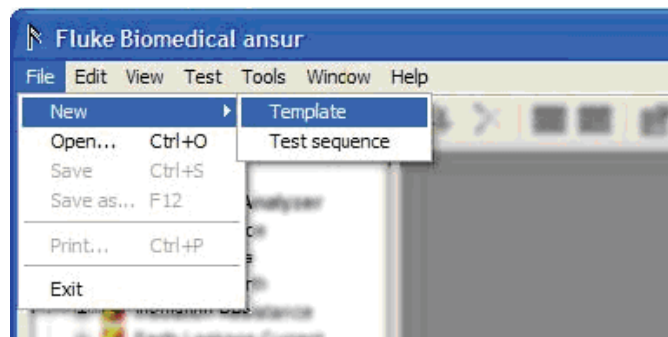 Fluke Biomedical ansur
File Edit View Test Tools Window Help
New Template
Open... Ctrl+O Test sequence
Save Ctrl+S
Save as... F12
Print... Ctrl+P
Exit